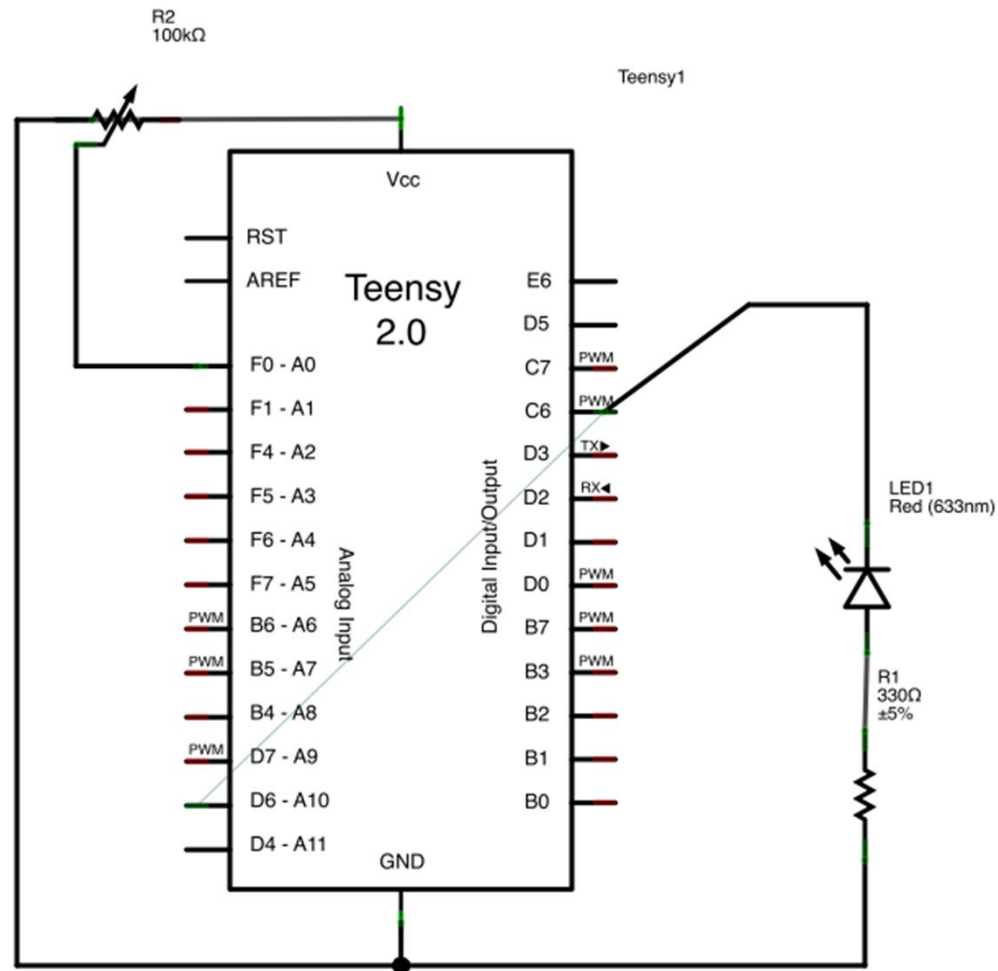 R2
100kΩ
Teensy1
Vcc
RST
AREF
Teensy
2.0
F0 - A0
F1 - A1
F4 - A2
F5 - A3
F6 - A4
F7 - A5
PWM B6 - A6
PWM B5 - A7
B4 - A8
PWM D7 - A9
D6 - A10
D4 - A11
Analog Input
Digital Input/Output
E6
D5
C7 PWM
C6 PWM
D3 TX▶
D2 RX◀
D1
D0 PWM
B7 PWM
B3 PWM
B2
B1
B0
GND
LED1
Red (633nm)
R1
330Ω
±5%